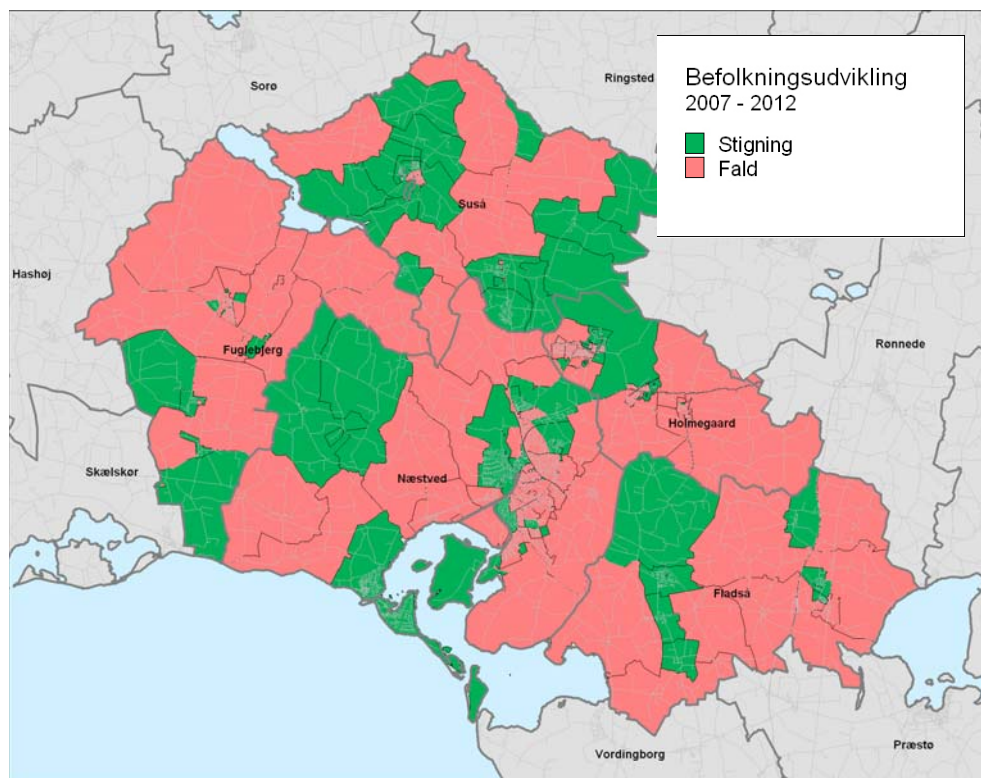 Befolkningsudvikling
2007 - 2012
Stigning
Fald
Sorø
Ringsted
Suså
Hashøj
Fuglebjerg
Rønnede
Holmegaard
Skælskør
Næstved
Fladså
Vordingborg
Præstø